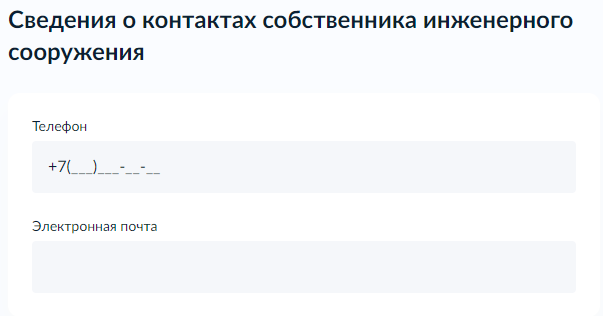 Сведения о контактах собственника инженерного
сооружения
Телефон
+7(___)___-__-__
Электронная почта